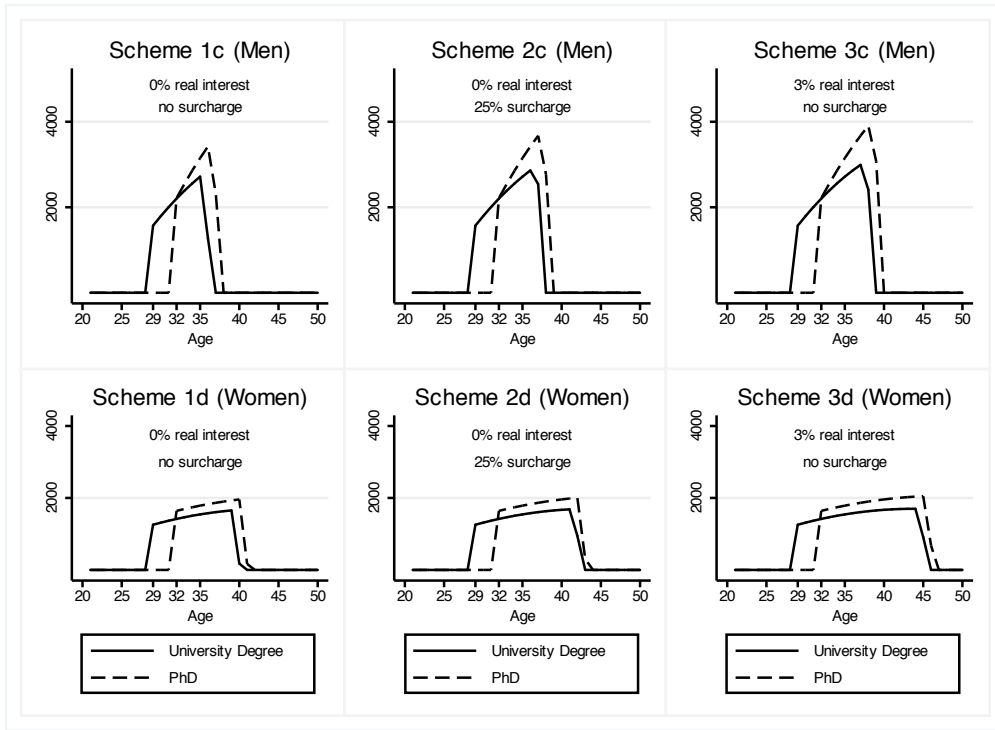 Scheme 1c (Men)
0% real interest
no surcharge
4000
2000
20 25 29 32 35 40 45 50
Age
Scheme 2c (Men)
0% real interest
25% surcharge
4000
2000
20 25 29 32 35 40 45 50
Age
Scheme 3c (Men)
3% real interest
no surcharge
4000
2000
20 25 29 32 35 40 45 50
Age
Scheme 1d (Women)
0% real interest
no surcharge
4000
2000
20 25 29 32 35 40 45 50
Age
University Degree
PhD
Scheme 2d (Women)
0% real interest
25% surcharge
4000
2000
20 25 29 32 35 40 45 50
Age
University Degree
PhD
Scheme 3d (Women)
3% real interest
no surcharge
4000
2000
20 25 29 32 35 40 45 50
Age
University Degree
PhD